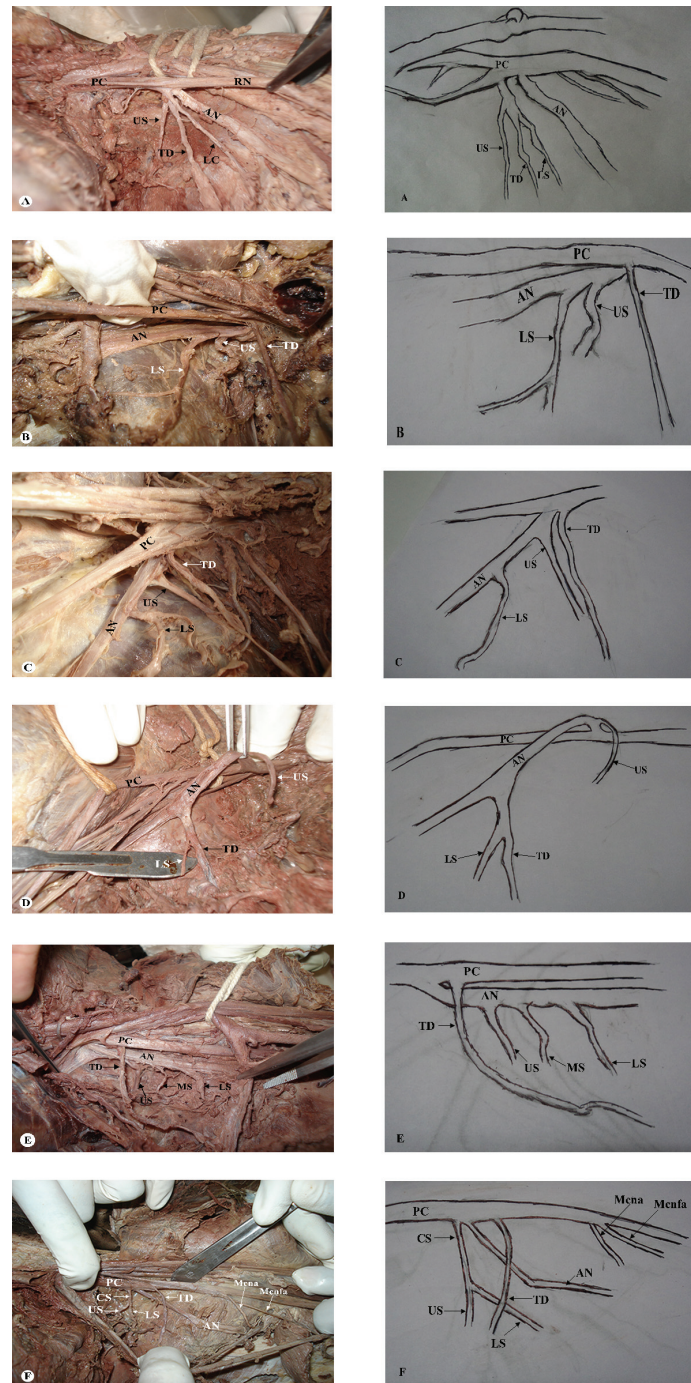 PC RN
US AN
TD LC
A
PC
AN
US TD LS
A
PC
AN
US TD
LS
B
PC
AN TD
US
LS
B
PC
TD
US
AN LS
C
TD
US
AN
LS
C
PC AN US
TD
LS
D
PC
AN
US
LS TD
D
PC
AN
TD
MS LS
US
E
PC
AN
TD
US MS LS
E
PC
CS TD Mcna
US LS Mcnfa
AN
F
PC Mcna Mcnfa
CS
AN
US TD
LS
F